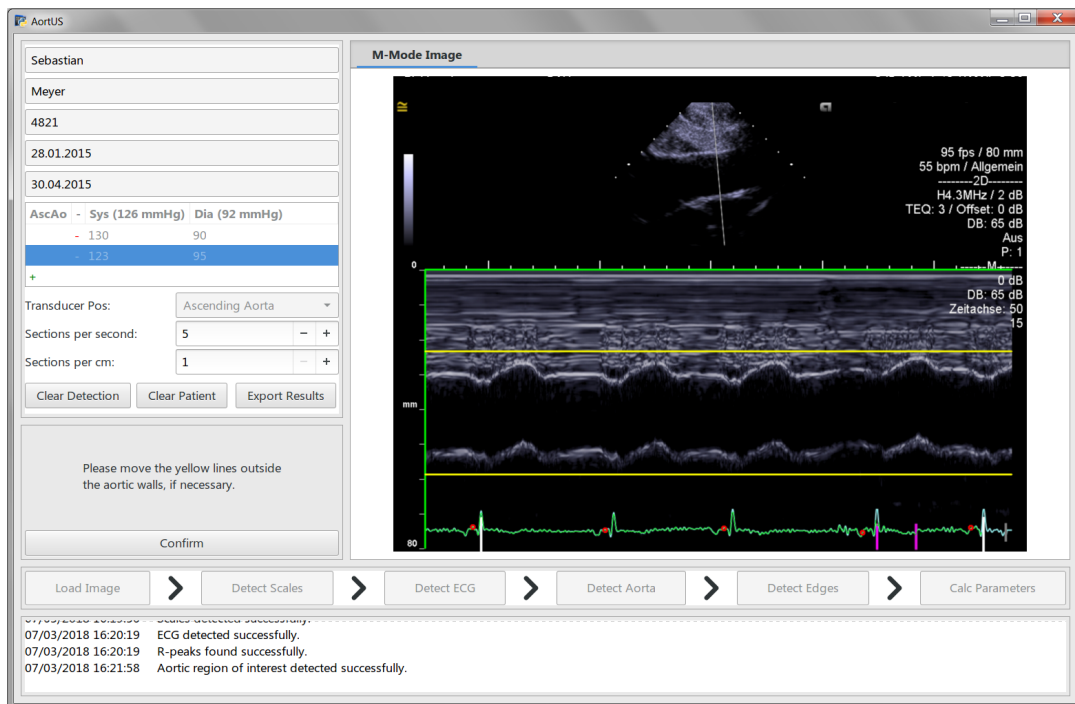 AortUS
Sebastian
Meyer
4821
28.01.2015
30.04.2015
AscAo - Sys (126 mmHg) Dia (92 mmHg)
- 130 90
- 123 95
+
Transducer Pos: Ascending Aorta
Sections per second: 5 - +
Sections per cm: 1 - +
Clear Detection Clear Patient Export Results
Please move the yellow lines outside
the aortic walls, if necessary.
Confirm
M-Mode Image
95 fps / 80 mm
55 bpm / Allgemein
--------2D--------
H4.3MHz / 2 dB
TEQ: 3 / Offset: 0 dB
DB: 65 dB
Aus
P: 1
------M------
0 dB
DB: 65 dB
Zeitachse: 50
15
0
mm
80
Load Image Detect Scales Detect ECG Detect Aorta Detect Edges Calc Parameters
07/03/2018 16:20:19 ECG detected successfully.
07/03/2018 16:20:19 R-peaks found successfully.
07/03/2018 16:21:58 Aortic region of interest detected successfully.